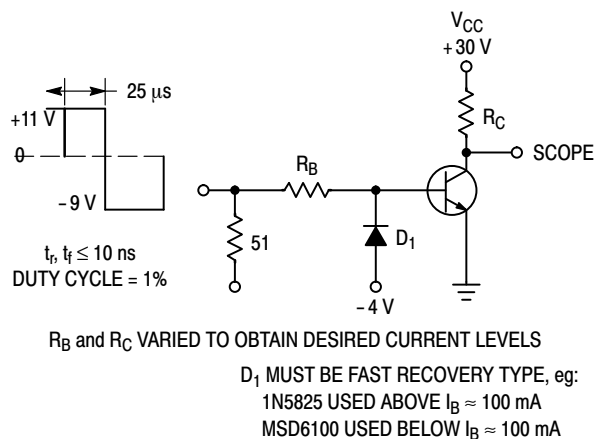 V_CC
+30 V
25 μs
+11 V
R_C
0
R_B
SCOPE
−9 V
51
D₁
t_r, t_f ≤ 10 ns
DUTY CYCLE = 1%
−4 V
R_B and R_C VARIED TO OBTAIN DESIRED CURRENT LEVELS
D₁ MUST BE FAST RECOVERY TYPE, eg:
1N5825 USED ABOVE I_B ≈ 100 mA
MSD6100 USED BELOW I_B ≈ 100 mA